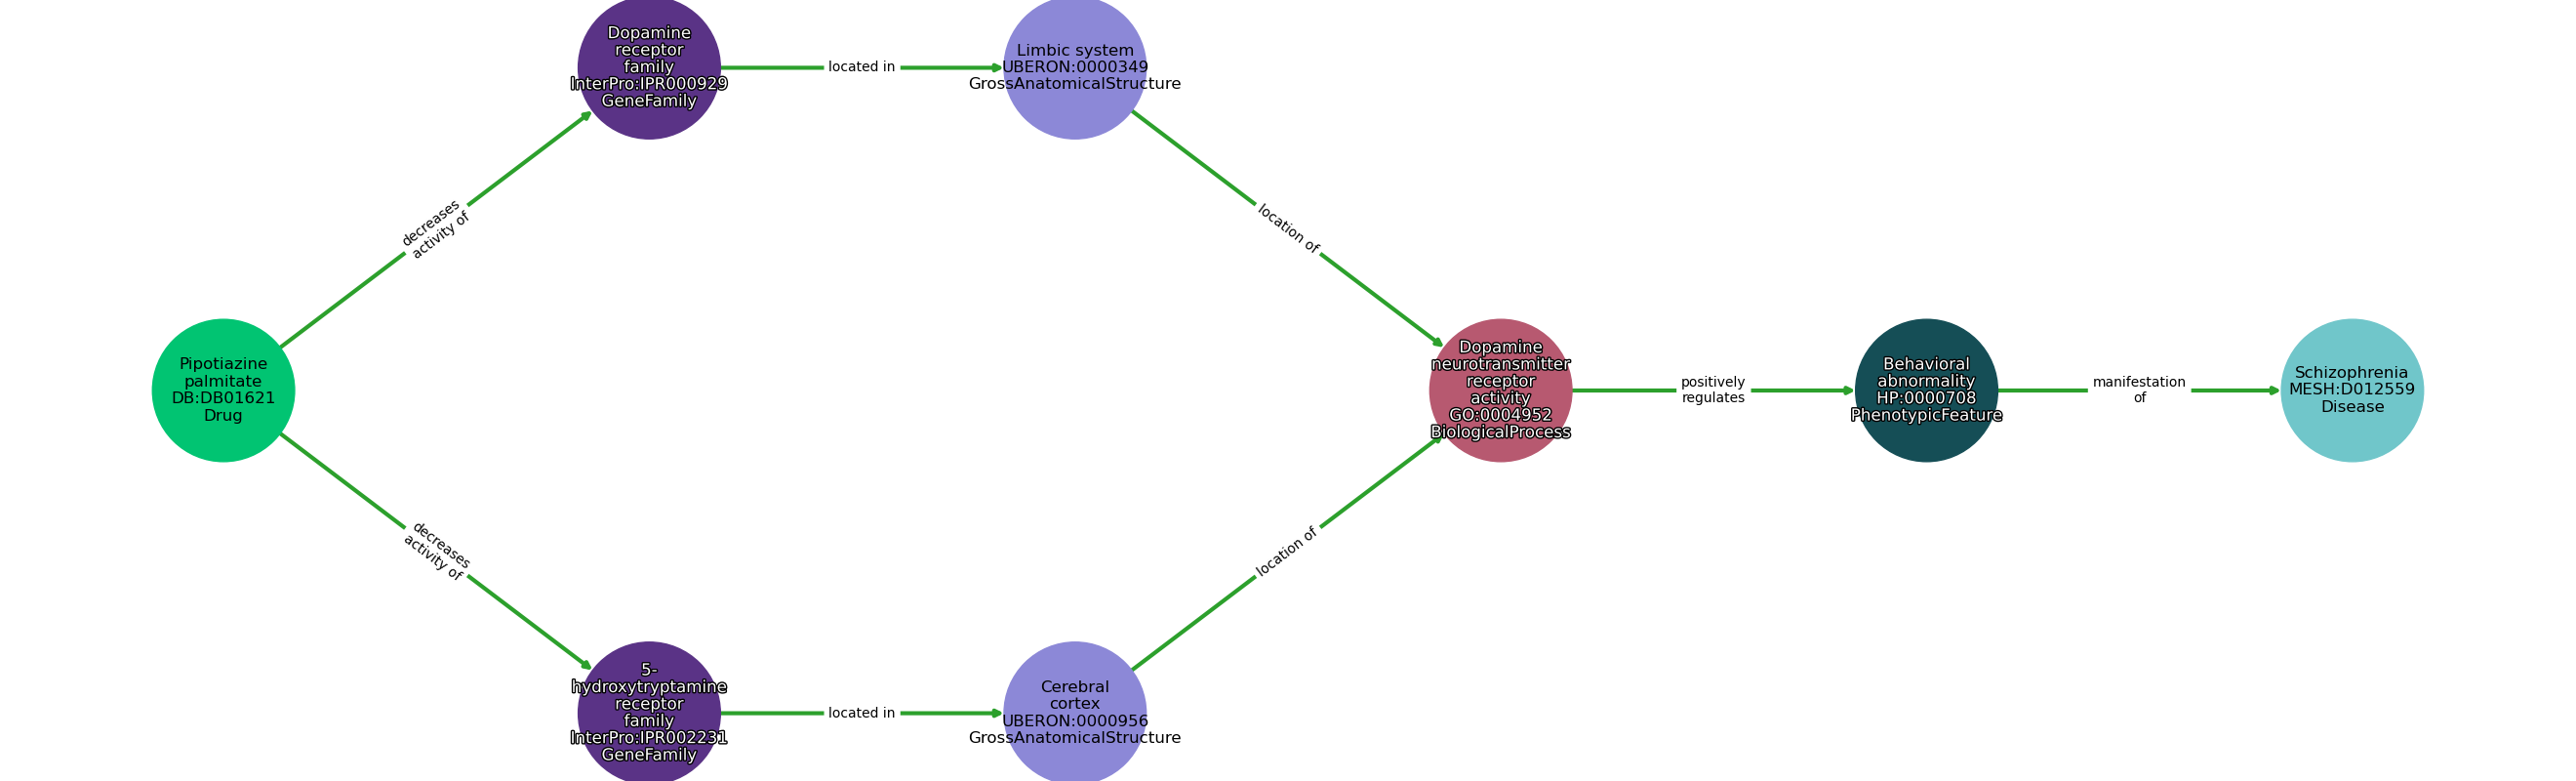 Dopamine
receptor
family
InterPro:IPR000929
GeneFamily
located in
Limbic system
UBERON:0000349
GrossAnatomicalStructure
decreases
activity of
location of
Pipotiazine
palmitate
DB:DB01621
Drug
Dopamine
neurotransmitter
receptor
activity
GO:0004952
BiologicalProcess
positively
regulates
Behavioral
abnormality
HP:0000708
PhenotypicFeature
manifestation
of
Schizophrenia
MESH:D012559
Disease
decreases
activity of
location of
5-
hydroxytryptamine
receptor
family
InterPro:IPR002231
GeneFamily
located in
Cerebral
cortex
UBERON:0000956
GrossAnatomicalStructure